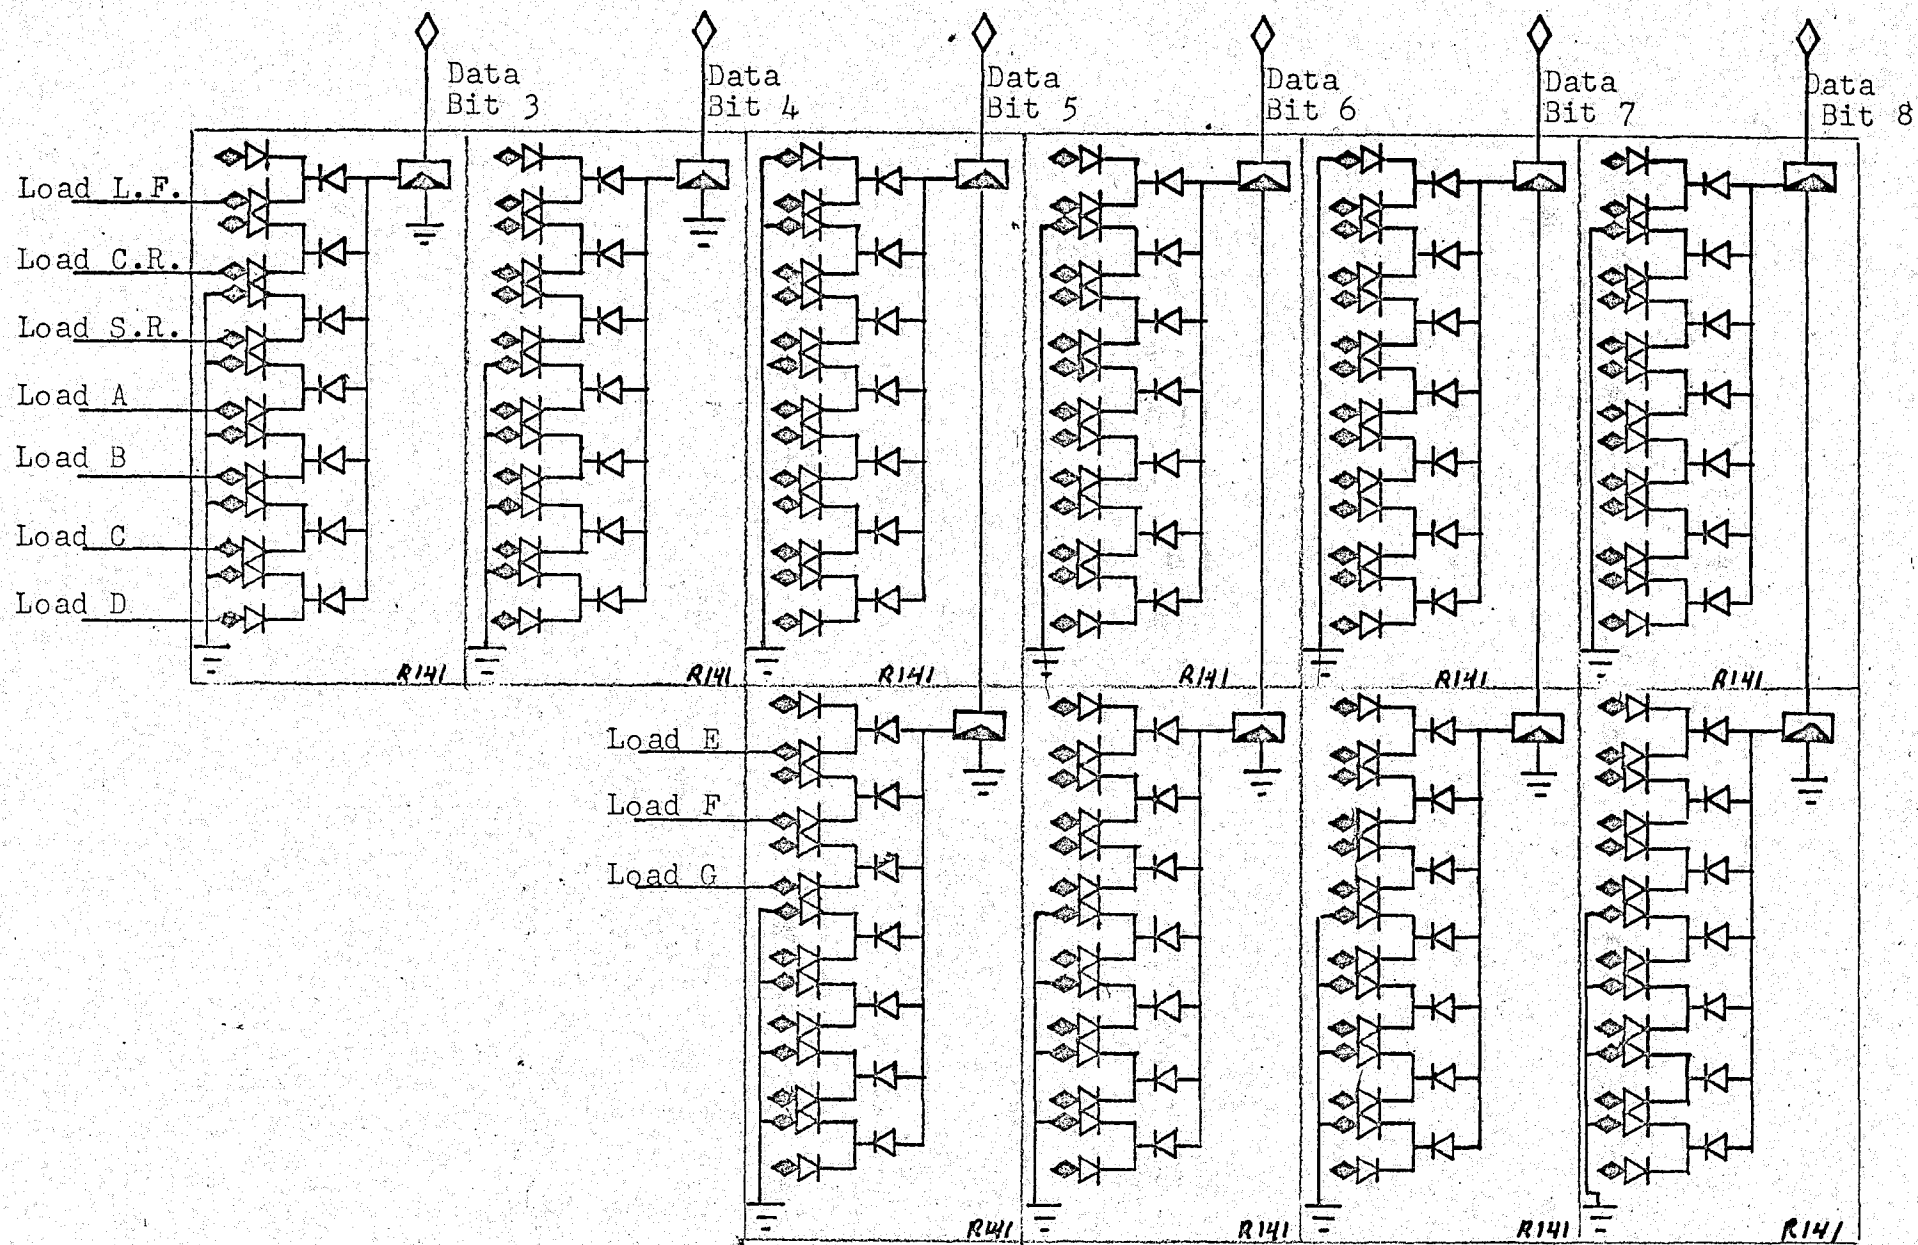 Data Bit 3
Data Bit 4
Data Bit 5
Data Bit 6
Data Bit 7
Data Bit 8
Load L.F.
Load C.R.
Load S.R.
Load A
Load B
Load C
Load D
R141
R141
R141
R141
R141
R141
Load E
Load F
Load G
R141
R141
R141
R141